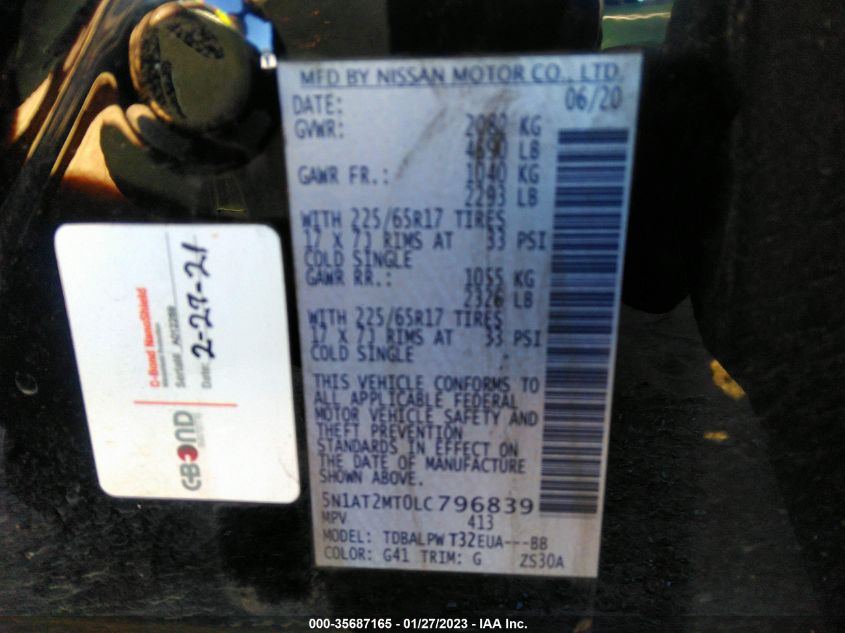 MFD BY NISSAN MOTOR CO., LTD.
DATE: 06/20
GVWR: 2082 KG
4690 LB
GAWR FR.: 1040 KG
2293 LB
WITH 225/65R17 TIRES
17 X 7J RIMS AT 33 PSI
COLD SINGLE
GAWR RR.: 1055 KG
2326 LB
WITH 225/65R17 TIRES
17 X 7J RIMS AT 33 PSI
COLD SINGLE
THIS VEHICLE CONFORMS TO
ALL APPLICABLE FEDERAL
MOTOR VEHICLE SAFETY AND
THEFT PREVENTION
STANDARDS IN EFFECT ON
THE DATE OF MANUFACTURE
SHOWN ABOVE.
5N1AT2MT0LC796839
MPV 413
MODEL: TDBALPW T32EUA---BB
COLOR: G41 TRIM: G ZS30A
C-BOND
C-Bond NanoShield
Serial#
Date: 2-27-21
000-35687165 - 01/27/2023 - IAA Inc.